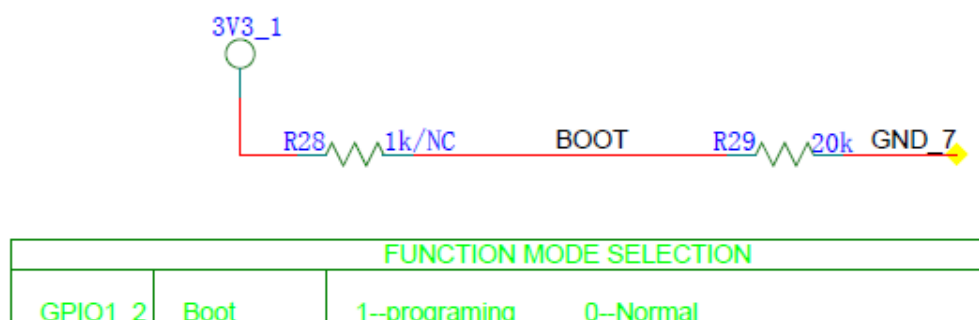 3V3_1
R28 1k/NC BOOT R29 20k GND_7
FUNCTION MODE SELECTION
GPIO1_2 Boot 1--programing 0--Normal